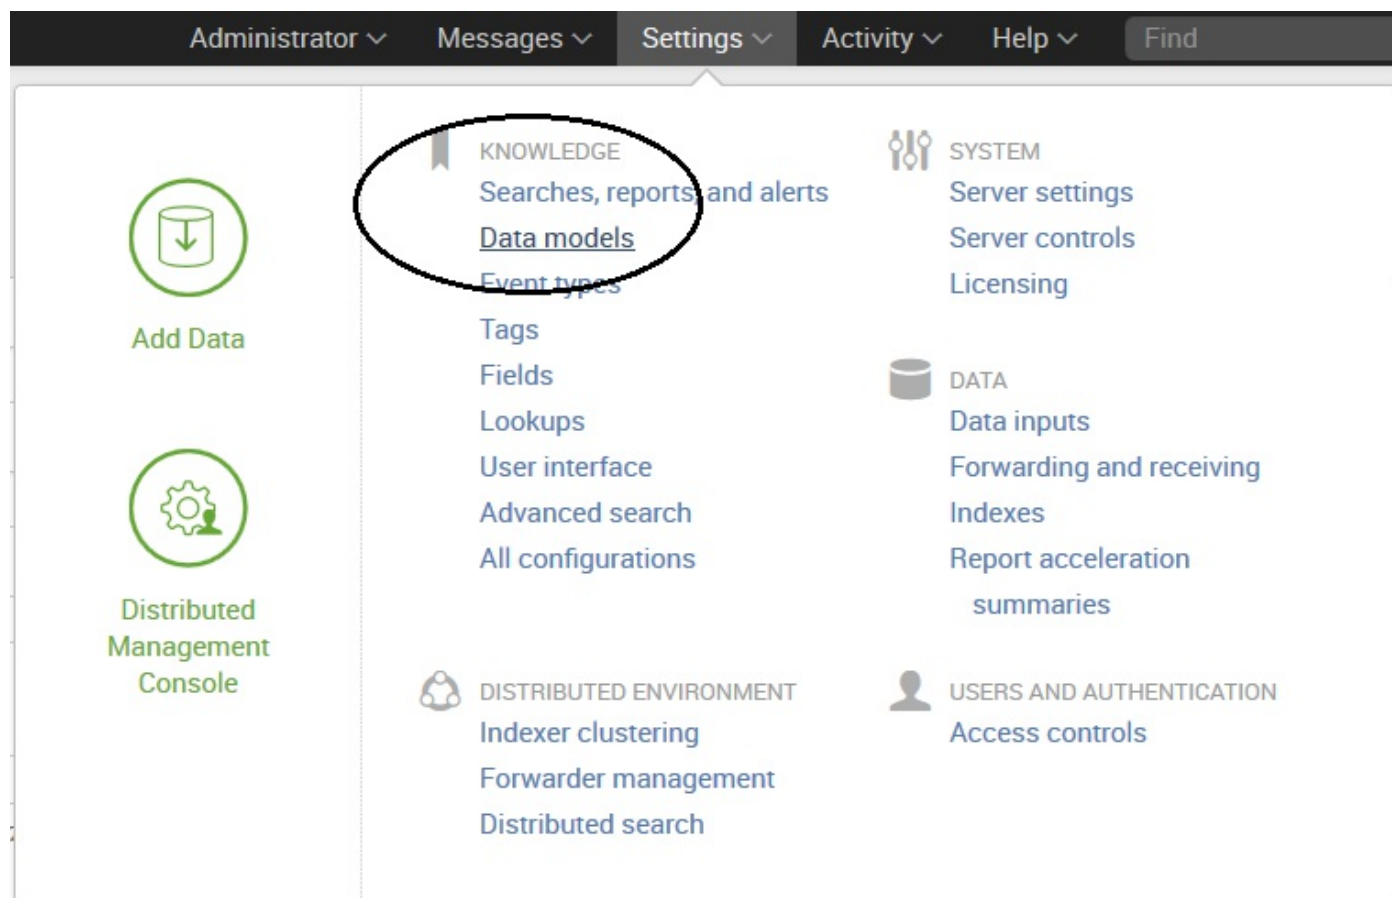 Administrator Messages Settings Activity Help Find
Add Data
Distributed
Management
Console
KNOWLEDGE
Searches, reports, and alerts
Data models
Event types
Tags
Fields
Lookups
User interface
Advanced search
All configurations
DISTRIBUTED ENVIRONMENT
Indexer clustering
Forwarder management
Distributed search
SYSTEM
Server settings
Server controls
Licensing
DATA
Data inputs
Forwarding and receiving
Indexes
Report acceleration
summaries
USERS AND AUTHENTICATION
Access controls